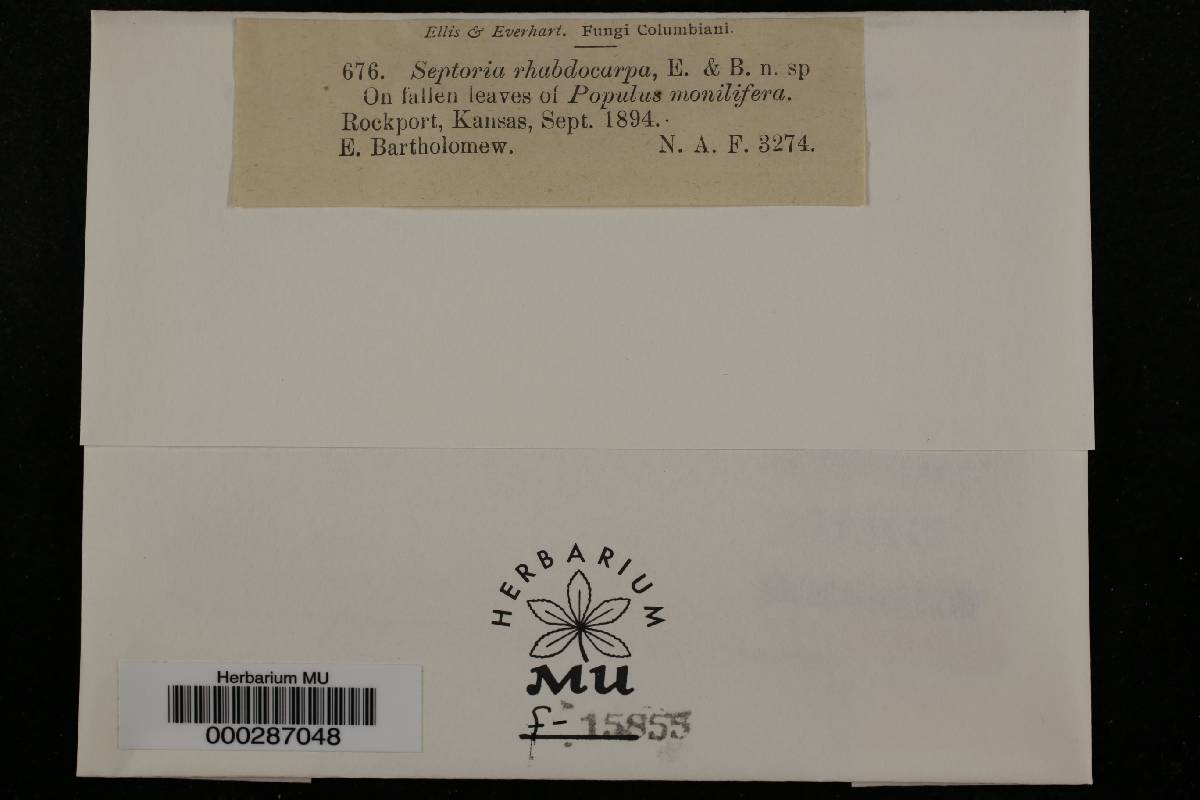 Ellis & Everhart. Fungi Columbiani.
676. Septoria rhabdocarpa, E. & B. n. sp
On fallen leaves of Populus monilifera.
Rockport, Kansas, Sept. 1894.
E. Bartholomew. N. A. F. 3274.
HERBARIUM
MU
f-15853
Herbarium MU
000287048